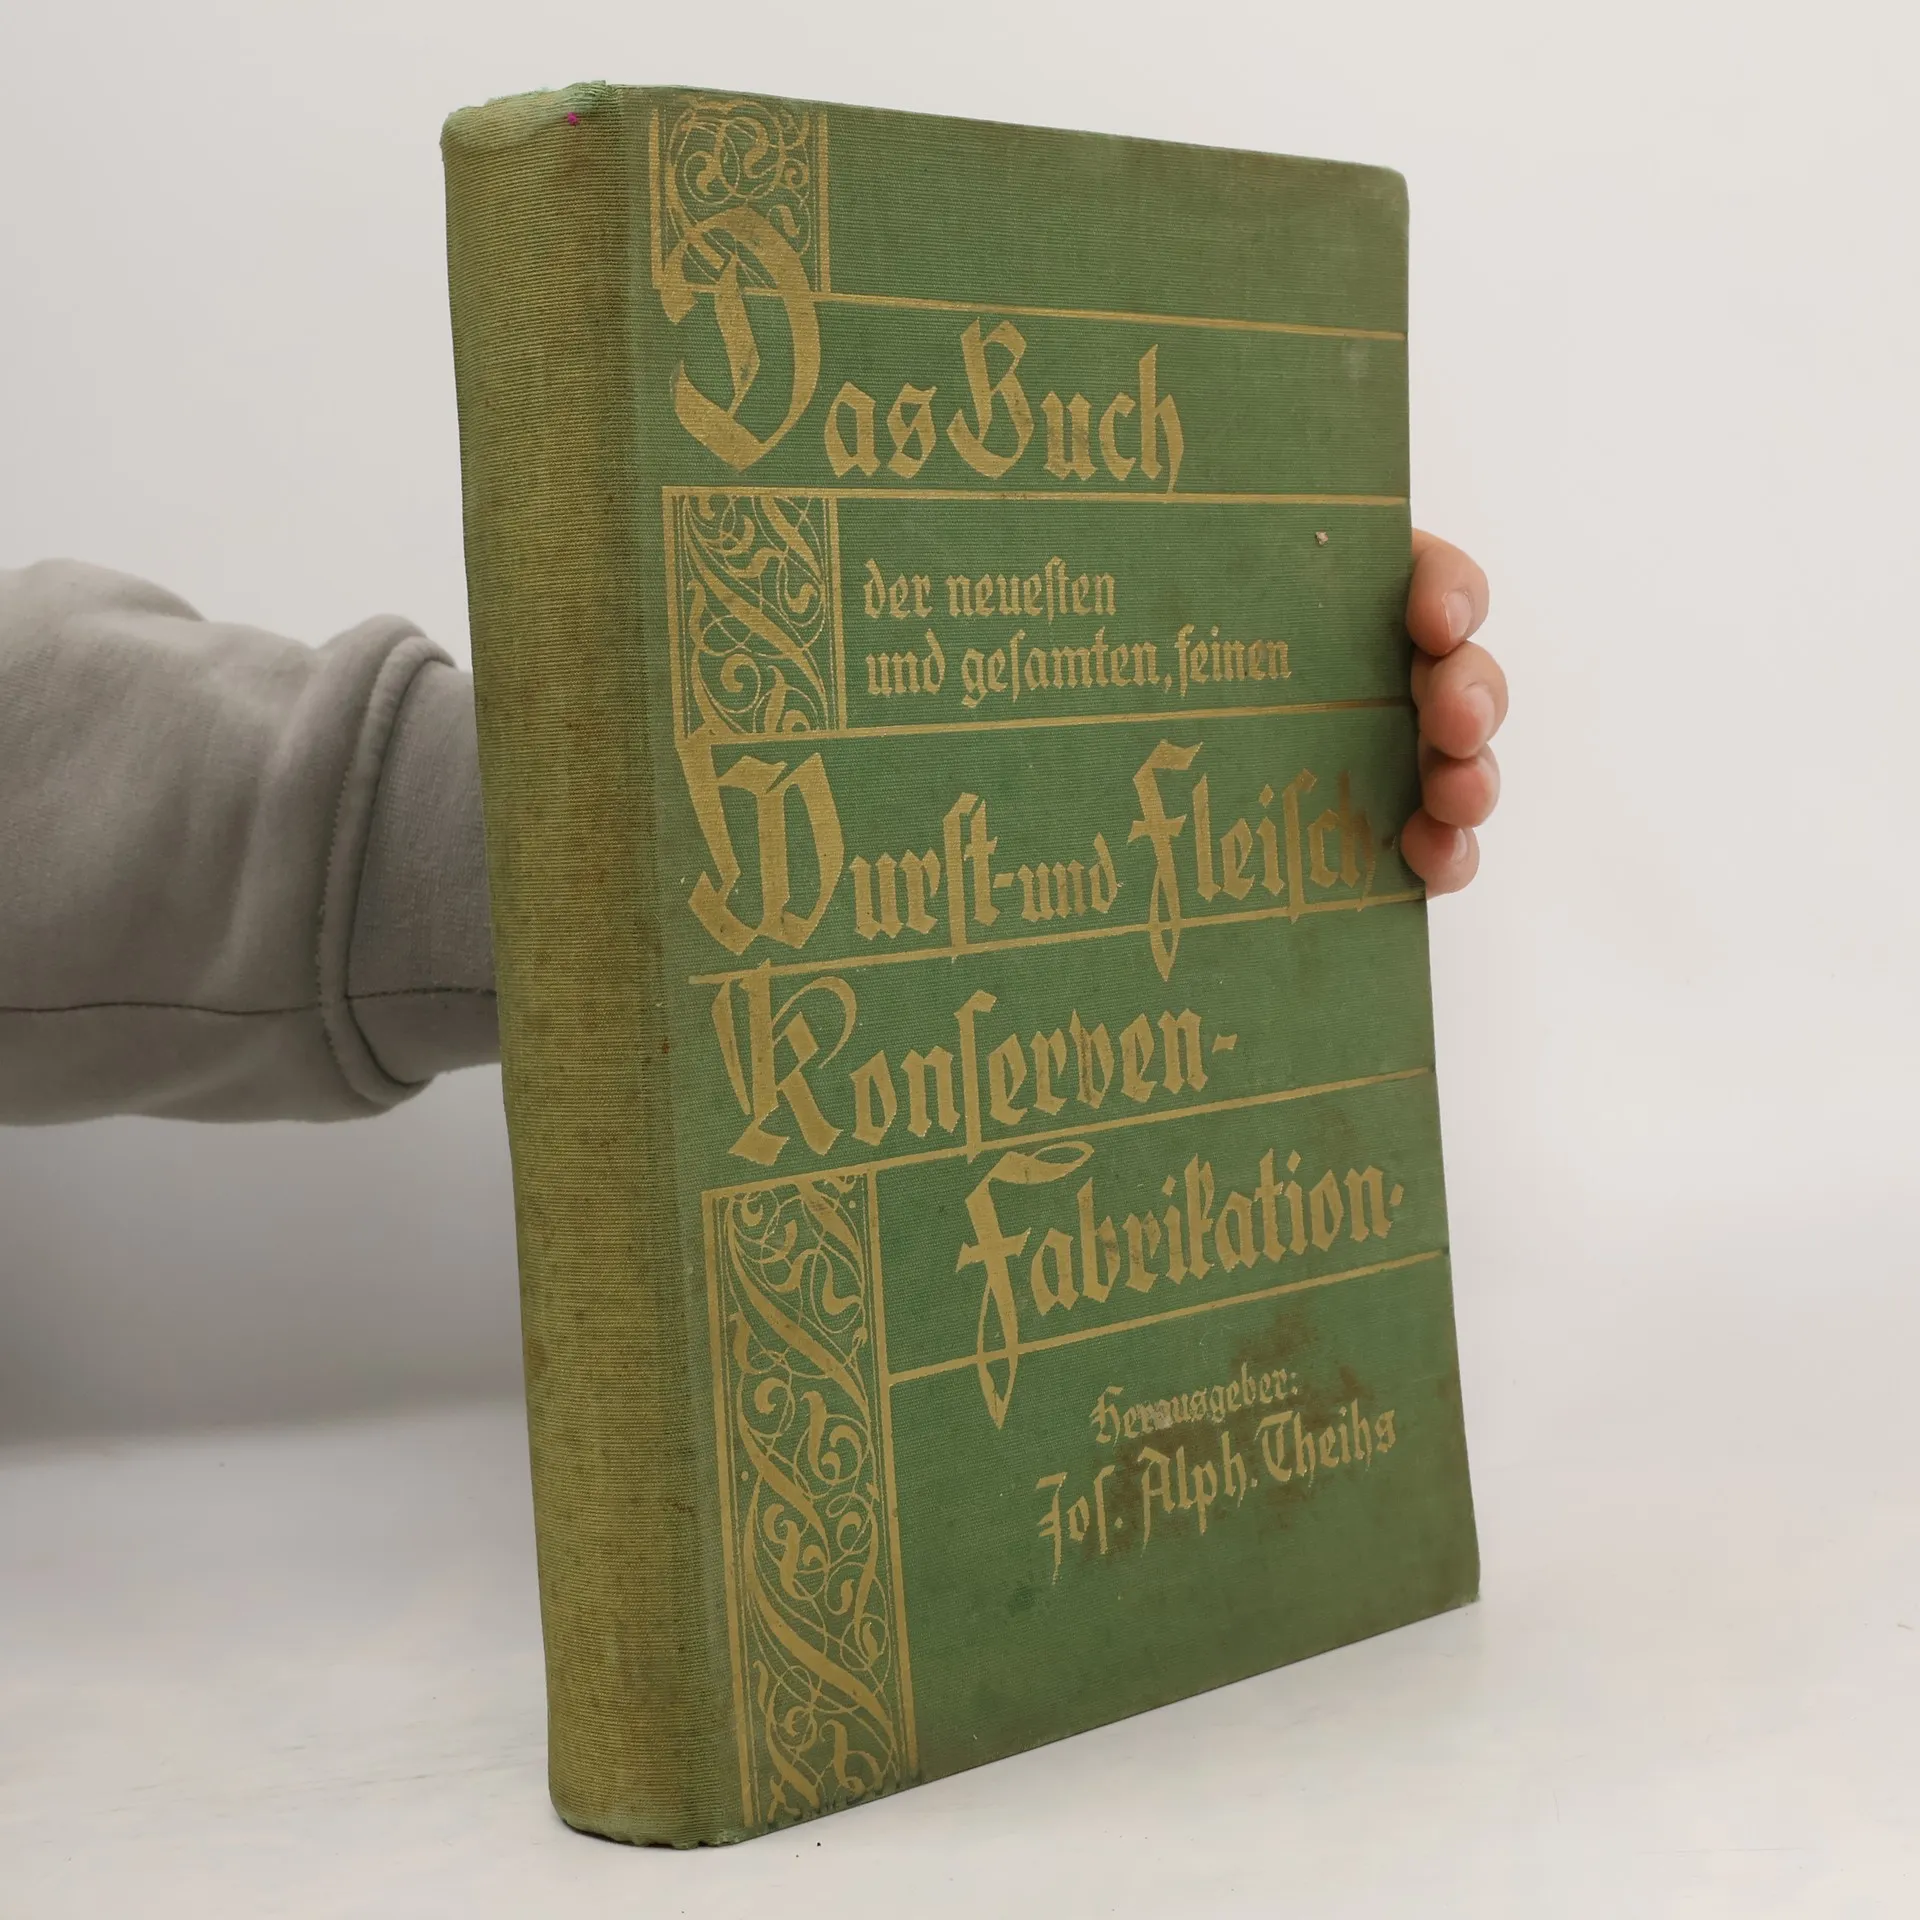 Das Buch
der neuesten
und gesamten, feinen
Wurst- und Fleisch-
Konserven-
Fabrikation.
Herausgeber:
Jos. Alph. Theihs